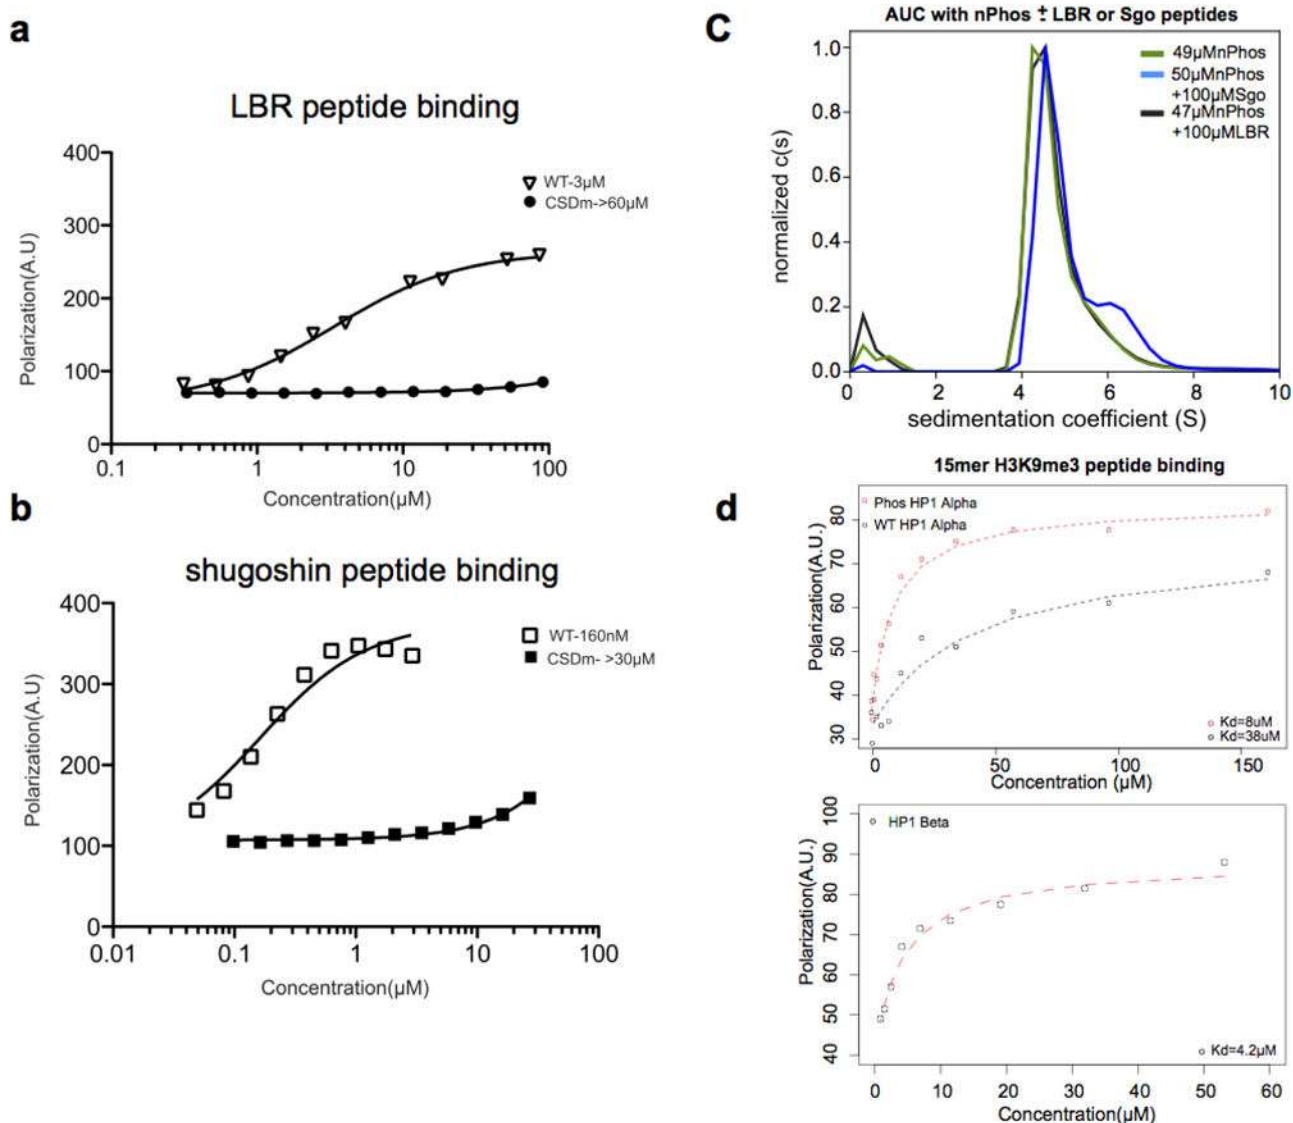 a
LBR peptide binding
400
300
200
100
0
Polarization(A.U)
WT-3µM
CSDm->60µM
0.1
1
10
100
Concentration(µM)
b
shugoshin peptide binding
400
300
200
100
0
Polarization(A.U)
WT-160nM
CSDm- >30µM
0.01
0.1
1
10
100
Concentration(µM)
C
AUC with nPhos ± LBR or Sgo peptides
1.0
0.8
0.6
0.4
0.2
0.0
normalized c(s)
49µMnPhos
50µMnPhos
+100µMSgo
47µMnPhos
+100µMLBR
0 2 4 6 8 10
sedimentation coefficient (S)
d
15mer H3K9me3 peptide binding
Phos HP1 Alpha
WT HP1 Alpha
80
70
60
50
40
30
Polarization(A.U.)
Kd=8uM
Kd=38uM
0 50 100 150
Concentration (µM)
HP1 Beta
100
90
80
70
60
50
40
Polarization(A.U.)
Kd=4.2µM
0 10 20 30 40 50 60
Concentration(µM)